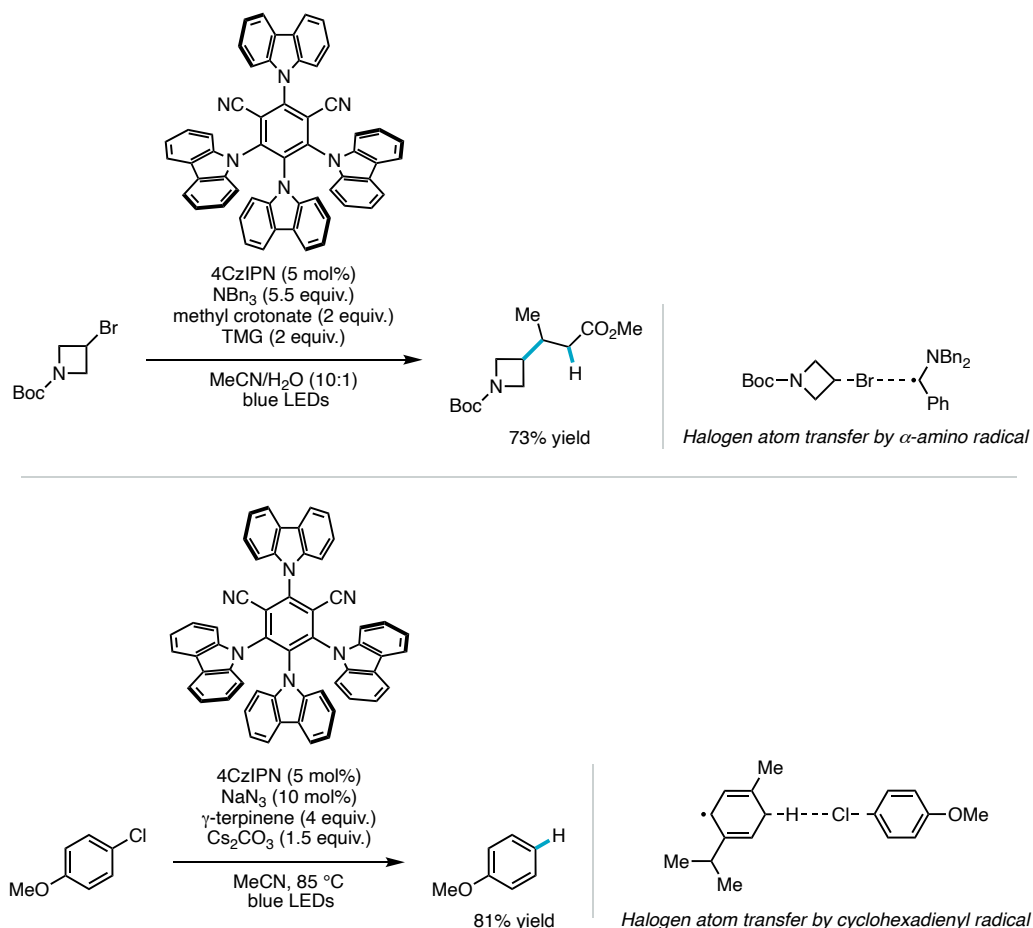 N
NC
CN
N
N
N
4CzIPN (5 mol%)
NBn₃ (5.5 equiv.)
methyl crotonate (2 equiv.)
TMG (2 equiv.)
MeCN/H₂O (10:1)
blue LEDs
Br
N
Boc
Me
CO₂Me
H
N
Boc
73% yield
Boc
N
Br
•
NBn₂
Ph
Halogen atom transfer by α-amino radical
N
NC
CN
N
N
N
4CzIPN (5 mol%)
NaN₃ (10 mol%)
γ-terpinene (4 equiv.)
Cs₂CO₃ (1.5 equiv.)
MeCN, 85 °C
blue LEDs
Cl
MeO
H
MeO
81% yield
Me
•
H
Cl
OMe
Me
Me
Halogen atom transfer by cyclohexadienyl radical